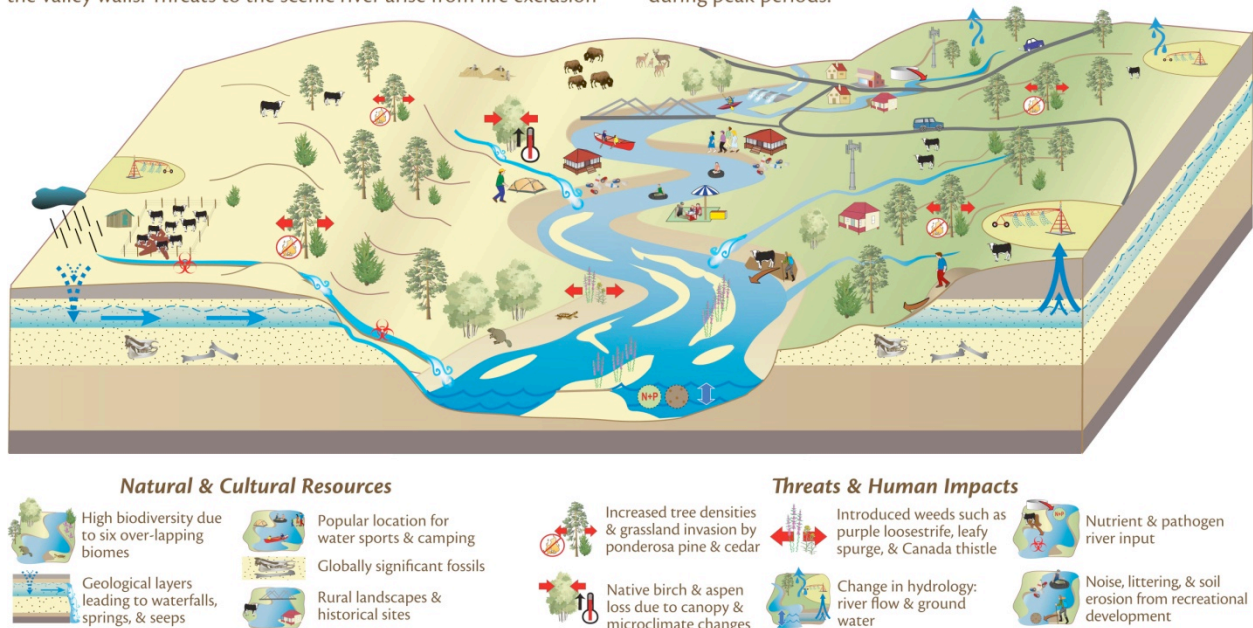 the valley walls. Threats to the scenic river arise from fire exclusion
during peak periods.
N+P
Natural & Cultural Resources
High biodiversity due
to six over-lapping
biomes
Geological layers
leading to waterfalls,
springs, & seeps
Popular location for
water sports & camping
Globally significant fossils
Rural landscapes &
historical sites
Threats & Human Impacts
Increased tree densities
& grassland invasion by
ponderosa pine & cedar
Native birch & aspen
loss due to canopy &
microclimate changes
Introduced weeds such as
purple loosestrife, leafy
spurge, & Canada thistle
Change in hydrology:
river flow & ground
water
N+P
Nutrient & pathogen
river input
Noise, littering, & soil
erosion from recreational
development